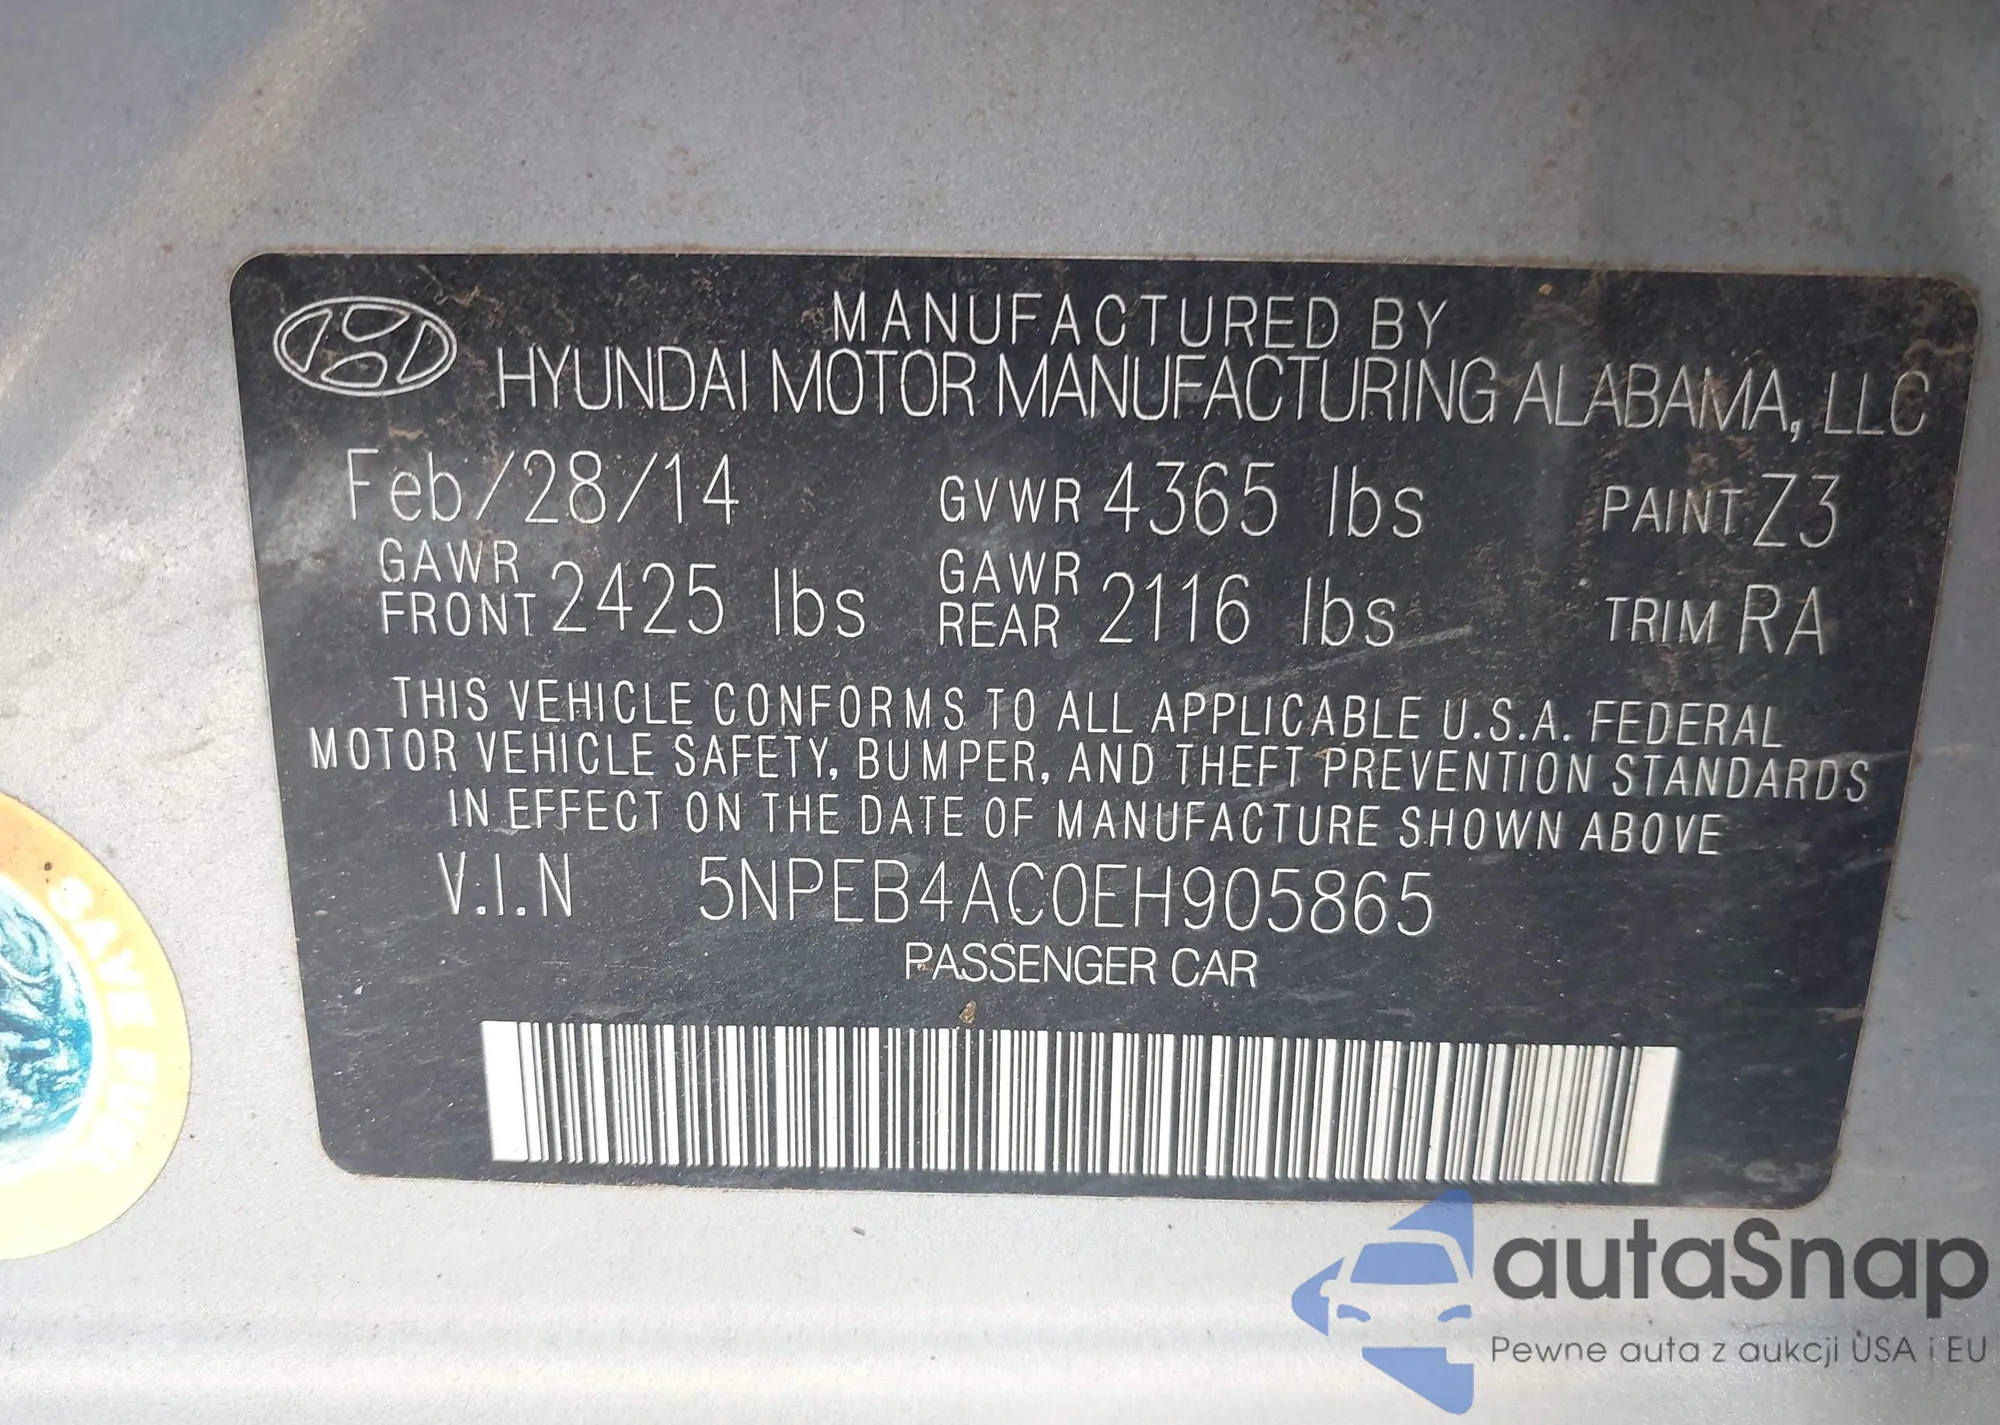 MANUFACTURED BY
HYUNDAI MOTOR MANUFACTURING ALABAMA, LLC
Feb/28/14 GVWR 4365 lbs PAINT Z3
GAWR FRONT 2425 lbs GAWR REAR 2116 lbs TRIM RA
THIS VEHICLE CONFORMS TO ALL APPLICABLE U.S.A. FEDERAL
MOTOR VEHICLE SAFETY, BUMPER, AND THEFT PREVENTION STANDARDS
IN EFFECT ON THE DATE OF MANUFACTURE SHOWN ABOVE
V.I.N 5NPEB4AC0EH905865
PASSENGER CAR
SAVE FUEL
autaSnap
Pewne auta z aukcji USA i EU